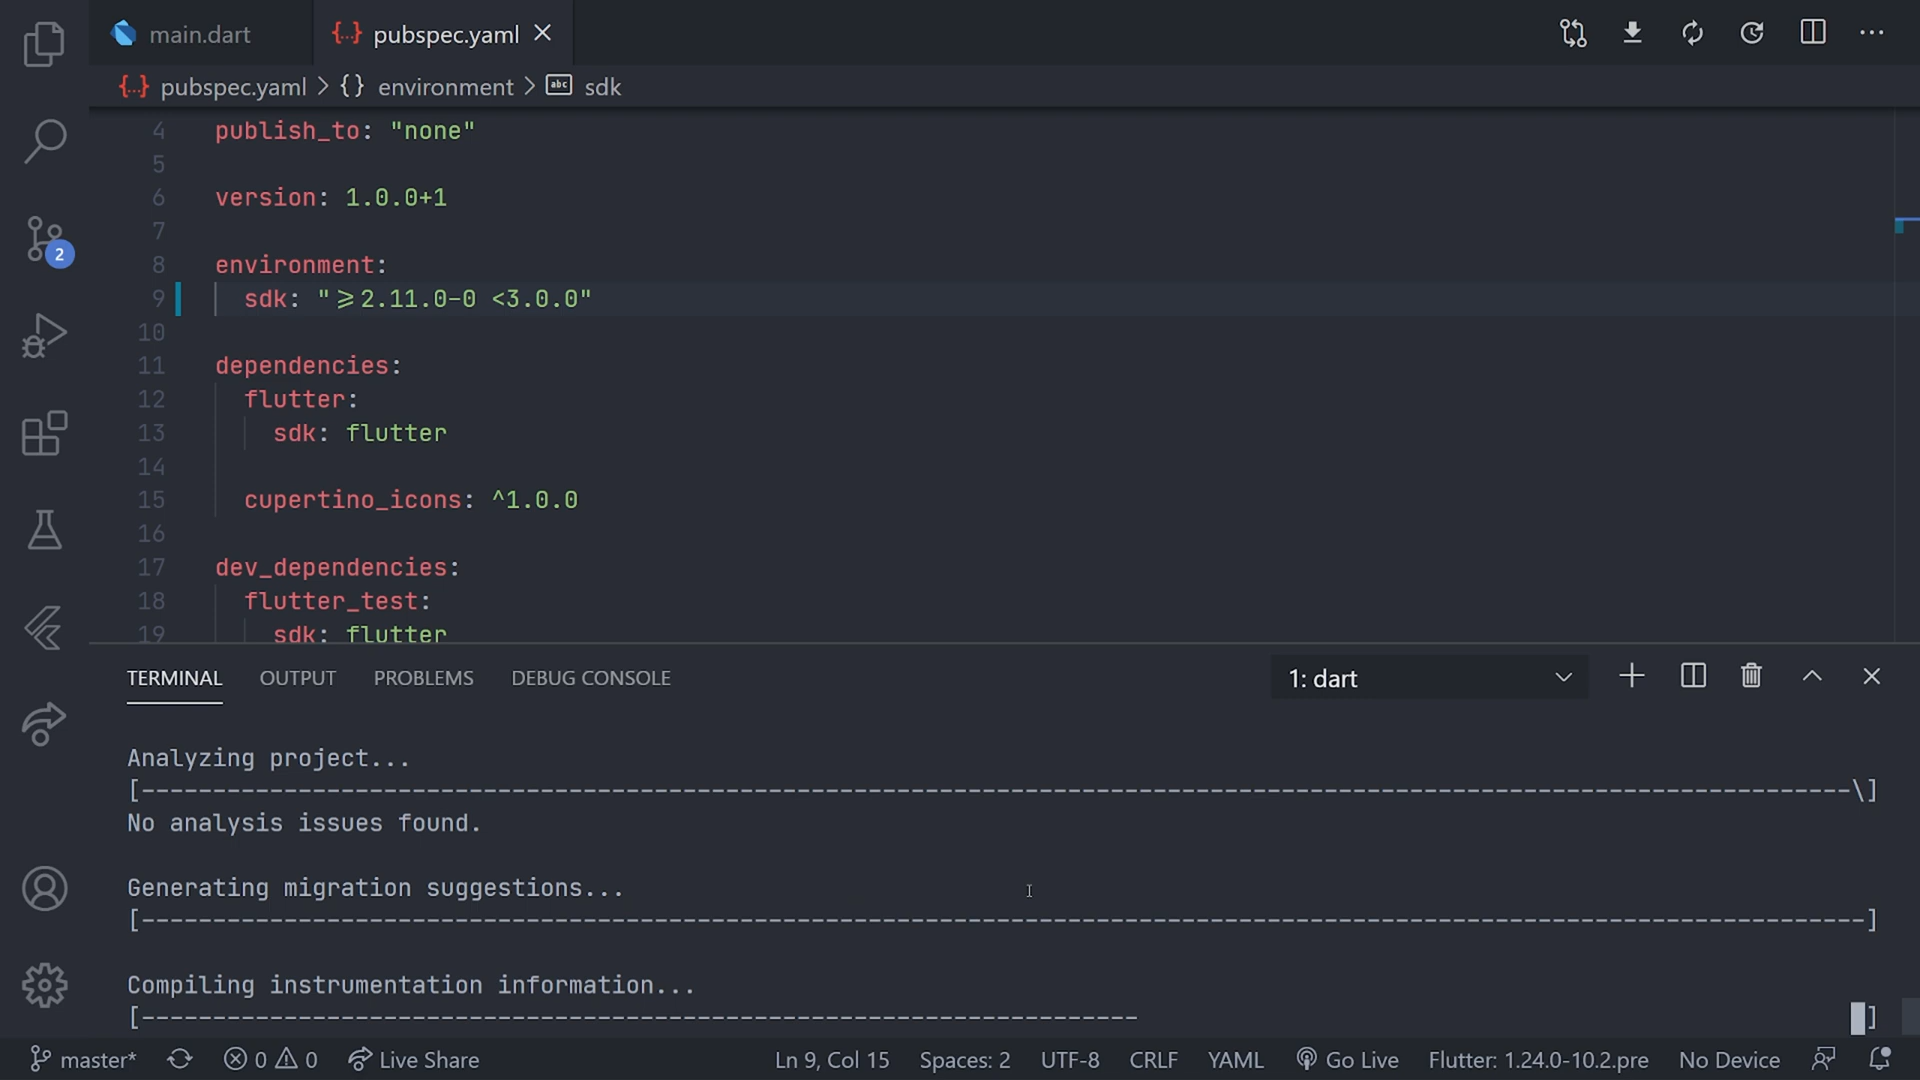 main.dart
{..} pubspec.yaml
{..} pubspec.yaml > {} environment > abc sdk
4 publish_to: "none"
5
6 version: 1.0.0+1
7
8 environment:
9 sdk: ">=2.11.0-0 <3.0.0"
10
11 dependencies:
12 flutter:
13 sdk: flutter
14
15 cupertino_icons: ^1.0.0
16
17 dev_dependencies:
18 flutter_test:
19 sdk: flutter
2
TERMINAL OUTPUT PROBLEMS DEBUG CONSOLE
1: dart
Analyzing project...
[------------------------------------------------------------------------------------------------------------------------\]
No analysis issues found.
Generating migration suggestions...
[-------------------------------------------------------------------------------------------------------------------------]
Compiling instrumentation information...
[---------------------------------------------------------------------- ]
master* 0 0 Live Share Ln 9, Col 15 Spaces: 2 UTF-8 CRLF YAML Go Live Flutter: 1.24.0-10.2.pre No Device